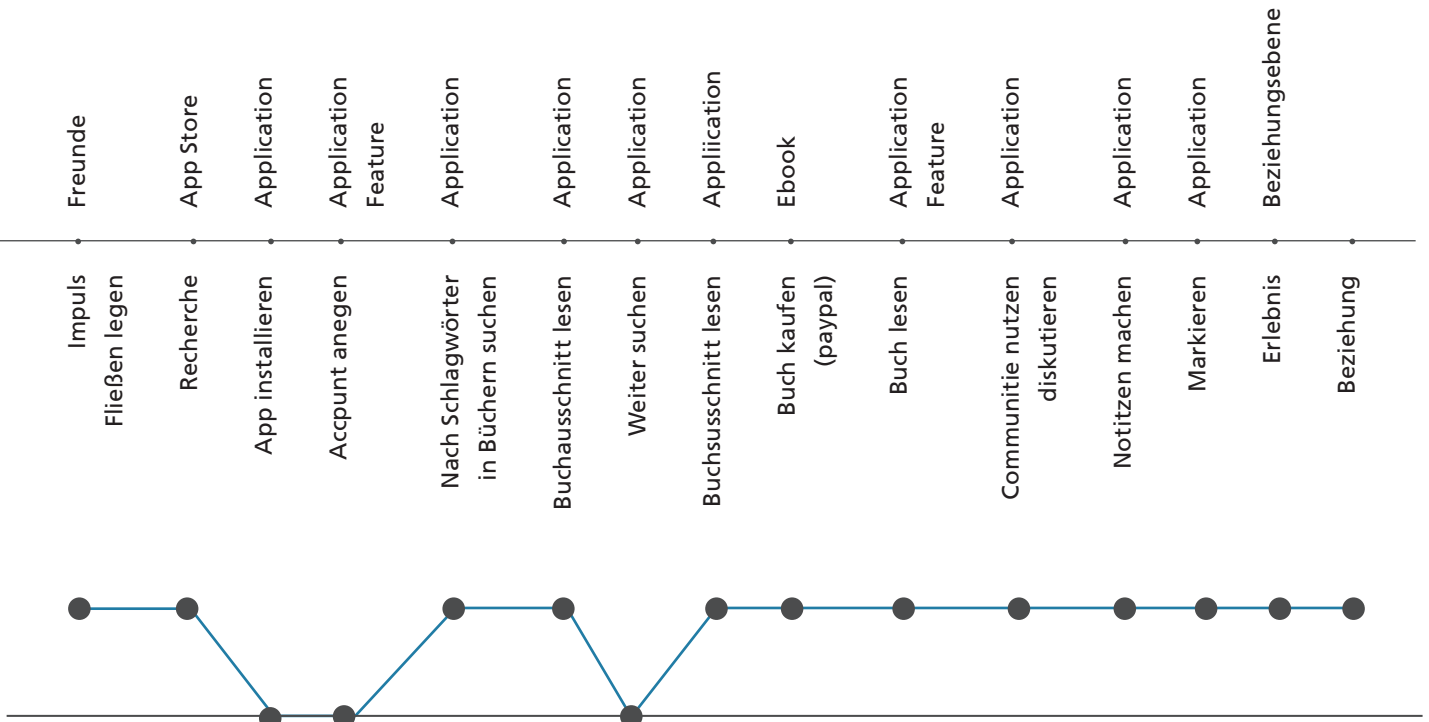 Freunde
App Store
Application
Application
Feature
Application
Application
Application
Appliication
Ebook
Application
Feature
Application
Application
Application
Beziehungsebene
Impuls
Fließen legen
Recherche
App installieren
Accpunt anegen
Nach Schlagwörter
in Büchern suchen
Buchausschnitt lesen
Weiter suchen
Buchsusschnitt lesen
Buch kaufen
(paypal)
Buch lesen
Communitie nutzen
diskutieren
Notitzen machen
Markieren
Erlebnis
Beziehung